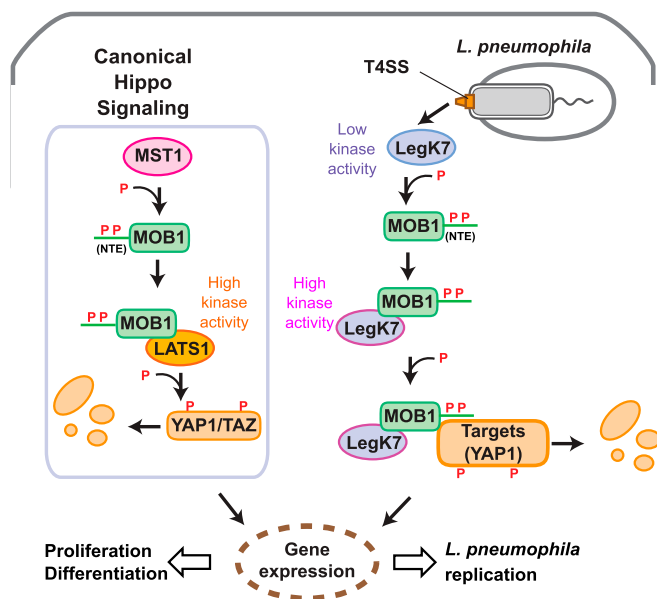 Canonical
Hippo
Signaling
MST1
P
P P
(NTE)
MOB1
P P
MOB1
LATS1
High
kinase
activity
P
P P
YAP1/TAZ
L. pneumophila
T4SS
Low
kinase
activity
LegK7
P
MOB1
P P
(NTE)
High
kinase
activity
MOB1
P P
LegK7
P
MOB1
P P
LegK7
Targets
(YAP1)
P P
Gene
expression
Proliferation
Differentiation
L. pneumophila
replication